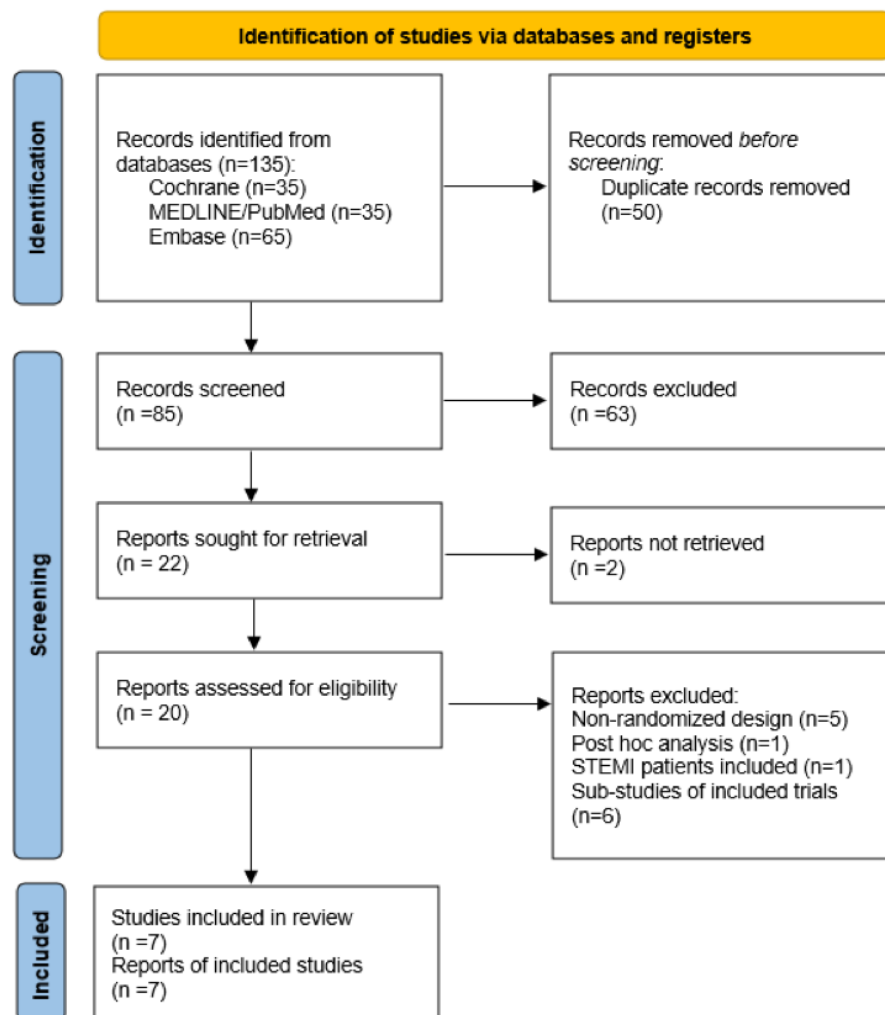 Identification of studies via databases and registers
Identification
Records identified from
databases (n=135):
Cochrane (n=35)
MEDLINE/PubMed (n=35)
Embase (n=65)
Records removed before
screening:
Duplicate records removed
(n=50)
Screening
Records screened
(n =85)
Records excluded
(n =63)
Reports sought for retrieval
(n = 22)
Reports not retrieved
(n =2)
Reports assessed for eligibility
(n = 20)
Reports excluded:
Non-randomized design (n=5)
Post hoc analysis (n=1)
STEMI patients included (n=1)
Sub-studies of included trials
(n=6)
Included
Studies included in review
(n =7)
Reports of included studies
(n =7)